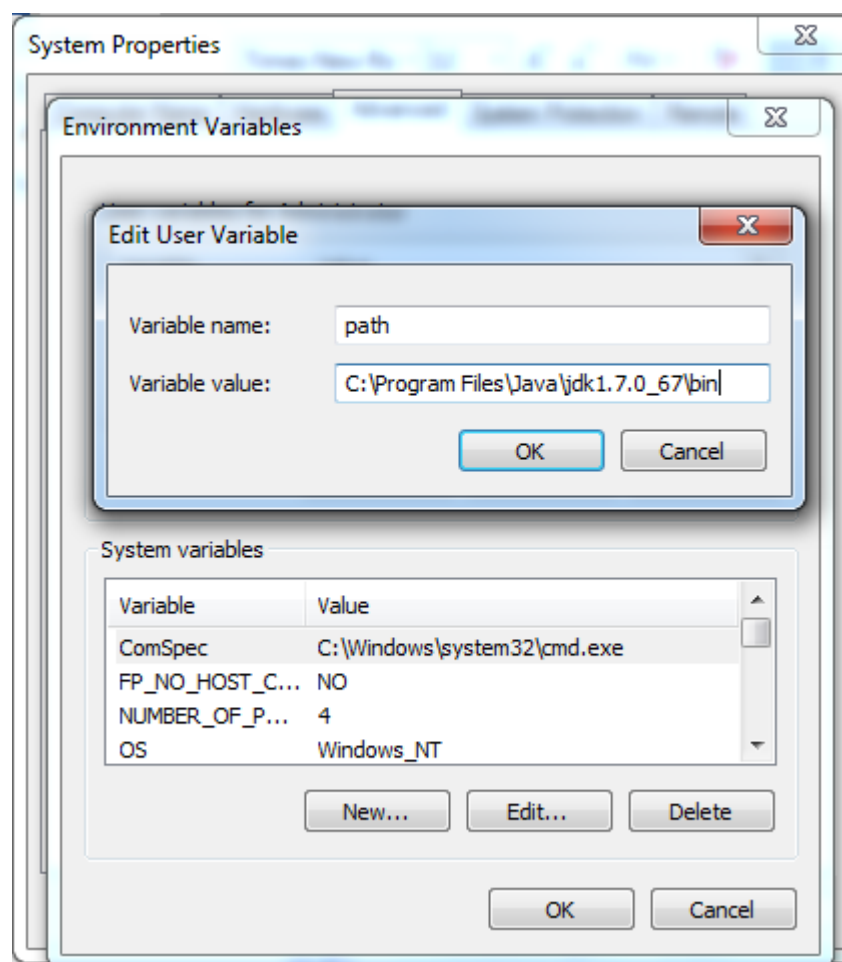 System Properties
Environment Variables
Edit User Variable
Variable name: path
Variable value: C:\Program Files\Java\jdk1.7.0_67\bin
OK Cancel
System variables
Variable Value
ComSpec C:\Windows\system32\cmd.exe
FP_NO_HOST_C... NO
NUMBER_OF_P... 4
OS Windows_NT
New... Edit... Delete
OK Cancel